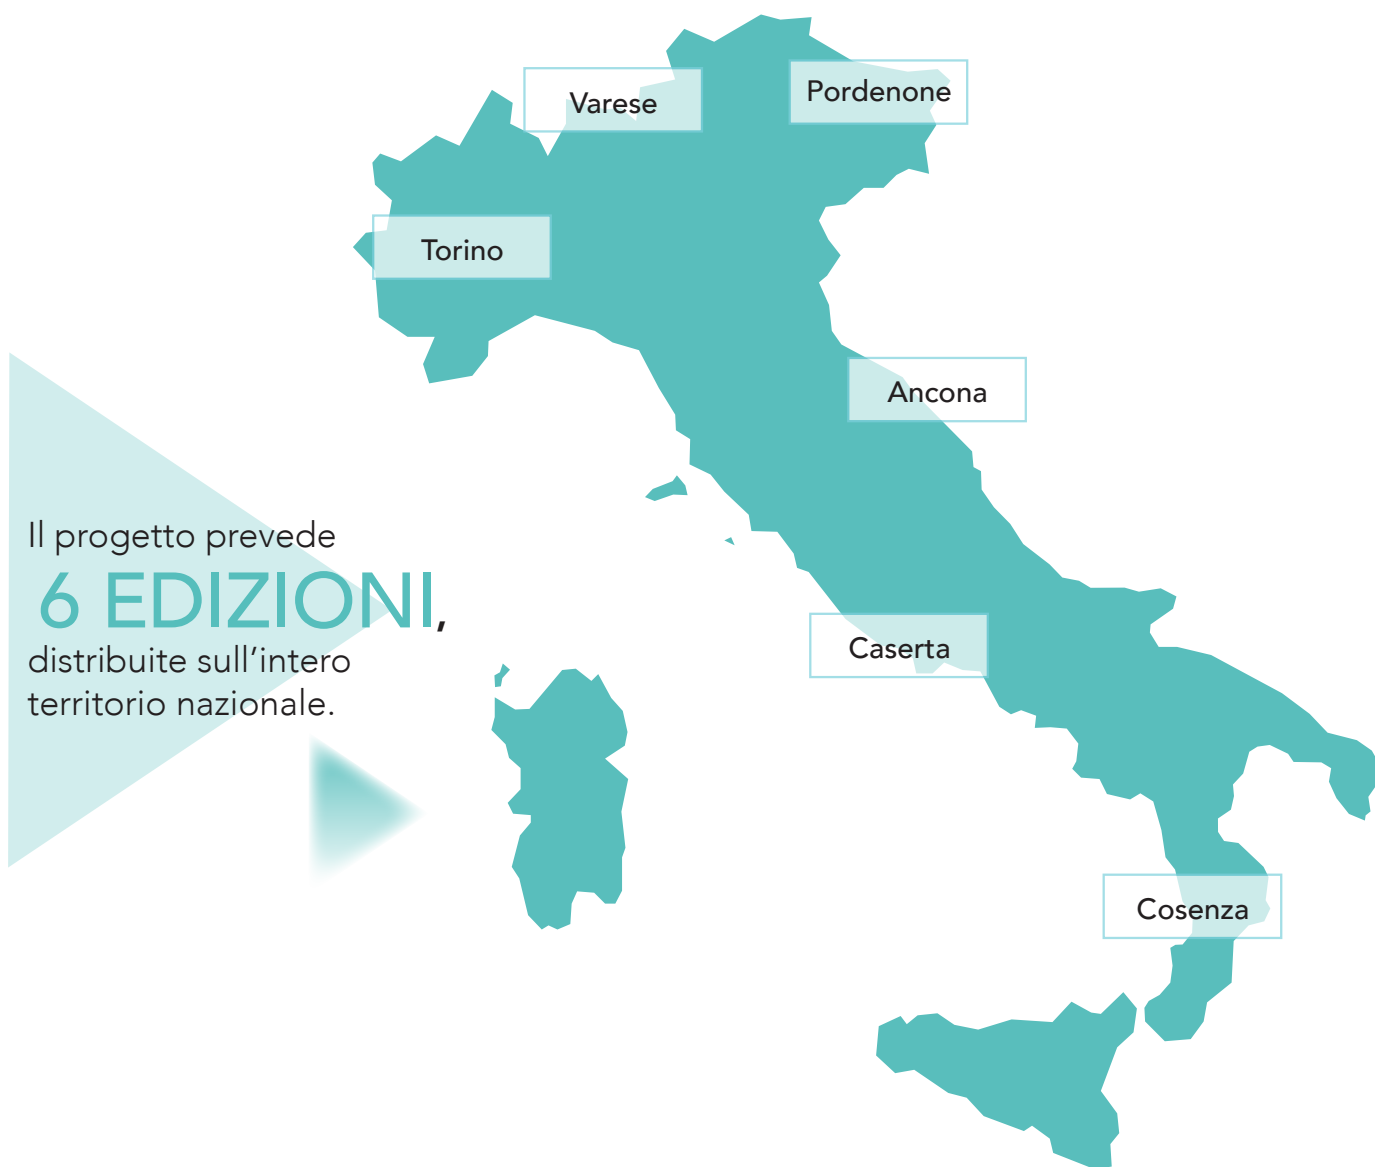 Varese
Pordenone
Torino
Ancona
Il progetto prevede
6 EDIZIONI,
distribuite sull’intero
territorio nazionale.
Caserta
Cosenza